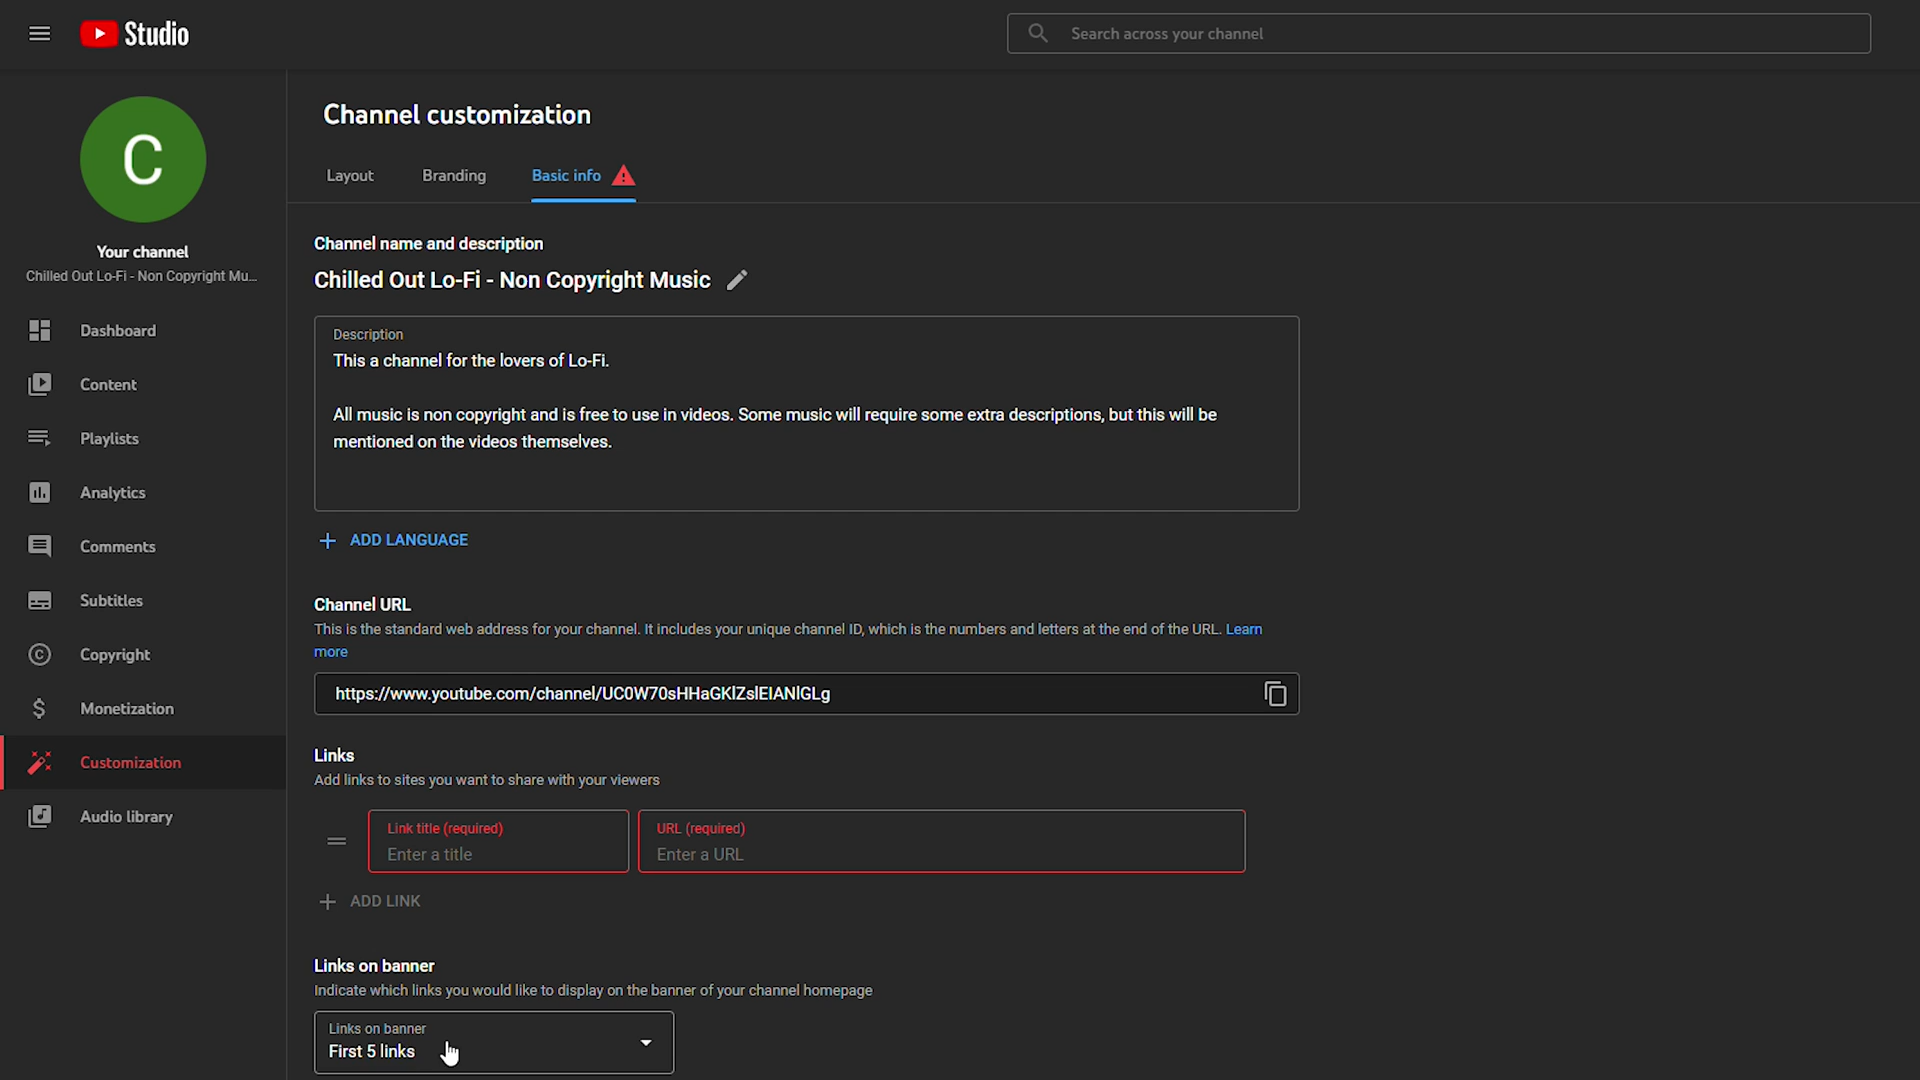 Studio
Search across your channel
C
Your channel
Chilled Out Lo-Fi - Non Copyright Mu...
Dashboard
Content
Playlists
Analytics
Comments
Subtitles
Copyright
Monetization
Customization
Audio library
Channel customization
Layout
Branding
Basic info
Channel name and description
Chilled Out Lo-Fi - Non Copyright Music
Description
This a channel for the lovers of Lo-Fi.
All music is non copyright and is free to use in videos. Some music will require some extra descriptions, but this will be
mentioned on the videos themselves.
ADD LANGUAGE
Channel URL
This is the standard web address for your channel. It includes your unique channel ID, which is the numbers and letters at the end of the URL. Learn
more
https://www.youtube.com/channel/UC0W70sHHaGKlZslEIANlGLg
Links
Add links to sites you want to share with your viewers
Link title (required)
Enter a title
URL (required)
Enter a URL
ADD LINK
Links on banner
Indicate which links you would like to display on the banner of your channel homepage
Links on banner
First 5 links